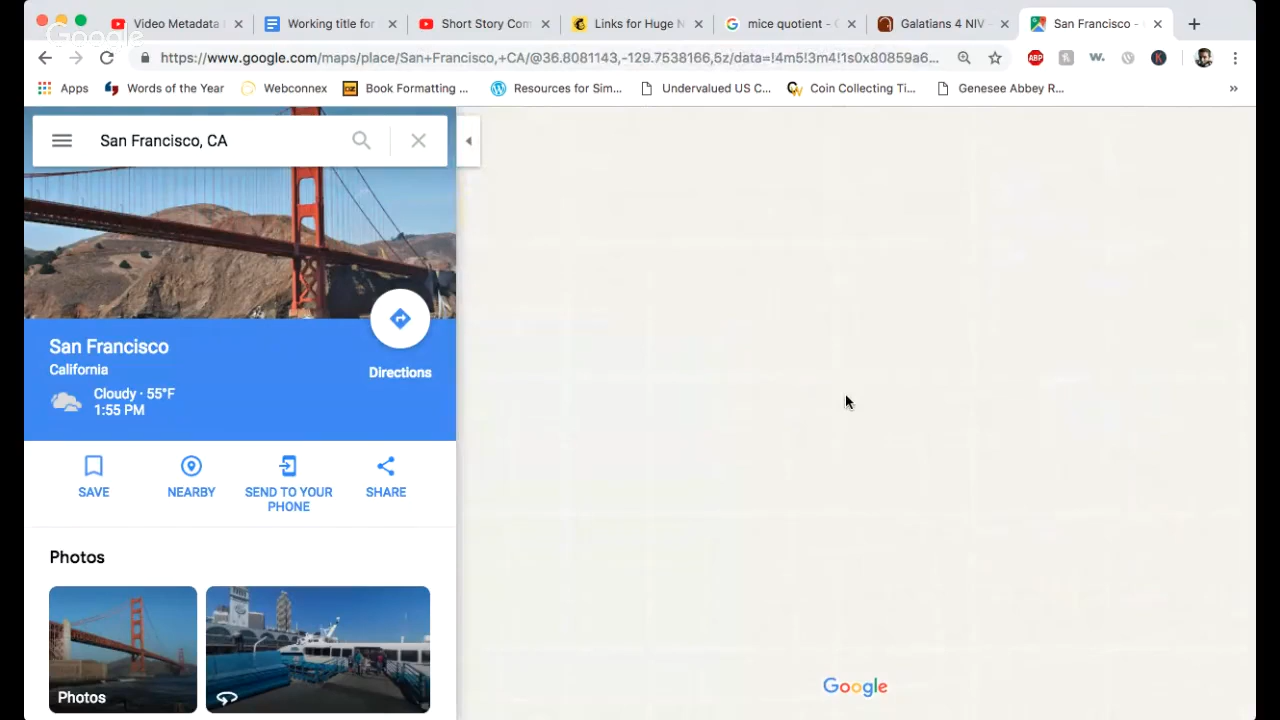 Video Metadata
Working title for
Short Story Com
Links for Huge N
mice quotient - G
Galatians 4 NIV -
San Francisco -
Google
https://www.google.com/maps/place/San+Francisco,+CA/@36.8081143,-129.7538166,5z/data=!4m5!3m4!1s0x80859a6...
ABP
w.
K
Apps
Words of the Year
Webconnex
Book Formatting ...
Resources for Sim...
Undervalued US C...
Coin Collecting Ti...
Genesee Abbey R...
»
San Francisco, CA
San Francisco
California
Directions
Cloudy · 55°F
1:55 PM
SAVE
NEARBY
SEND TO YOUR
PHONE
SHARE
Photos
Photos
Google